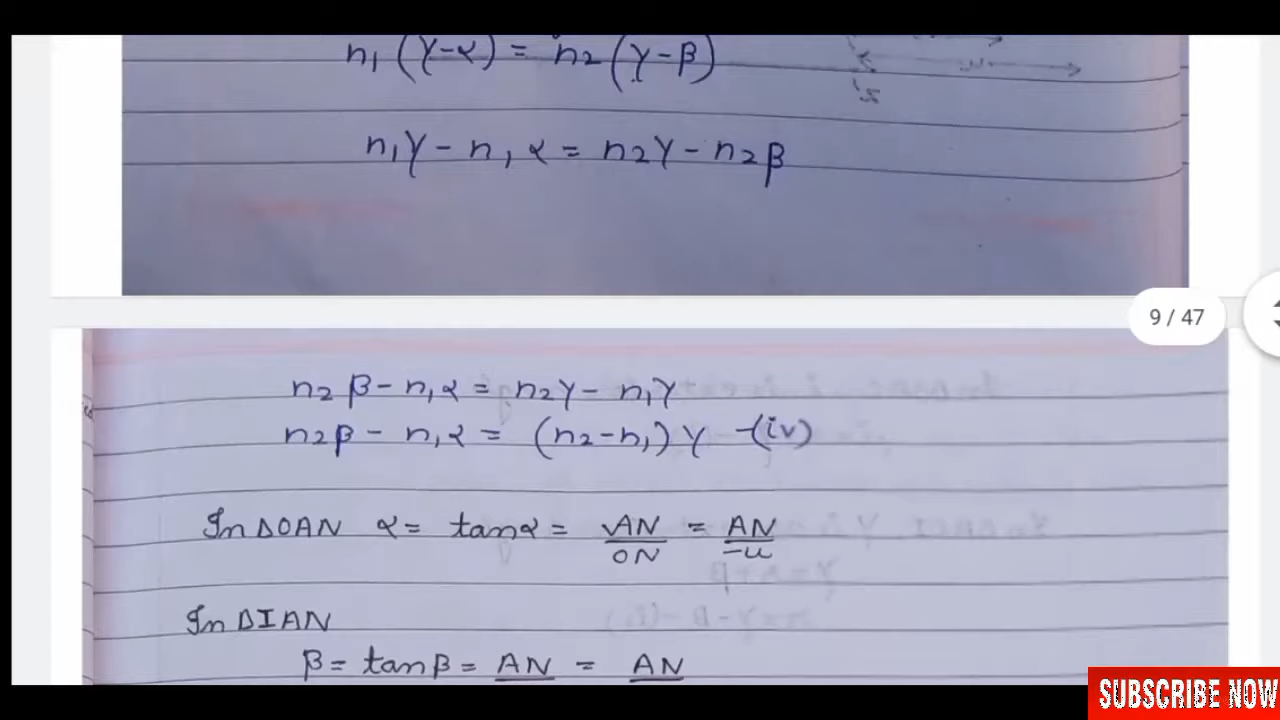 n₁(γ-α) = n₂(γ-β)
n₁γ - n₁α = n₂γ - n₂β
9 / 47
n₂β - n₁α = n₂γ - n₁γ
n₂β - n₁α = (n₂-n₁)γ -(iv)
In ΔOAN α = tanα = AN/ON = AN/-u
In ΔIAN
β = tanβ = AN = AN
SUBSCRIBE NOW